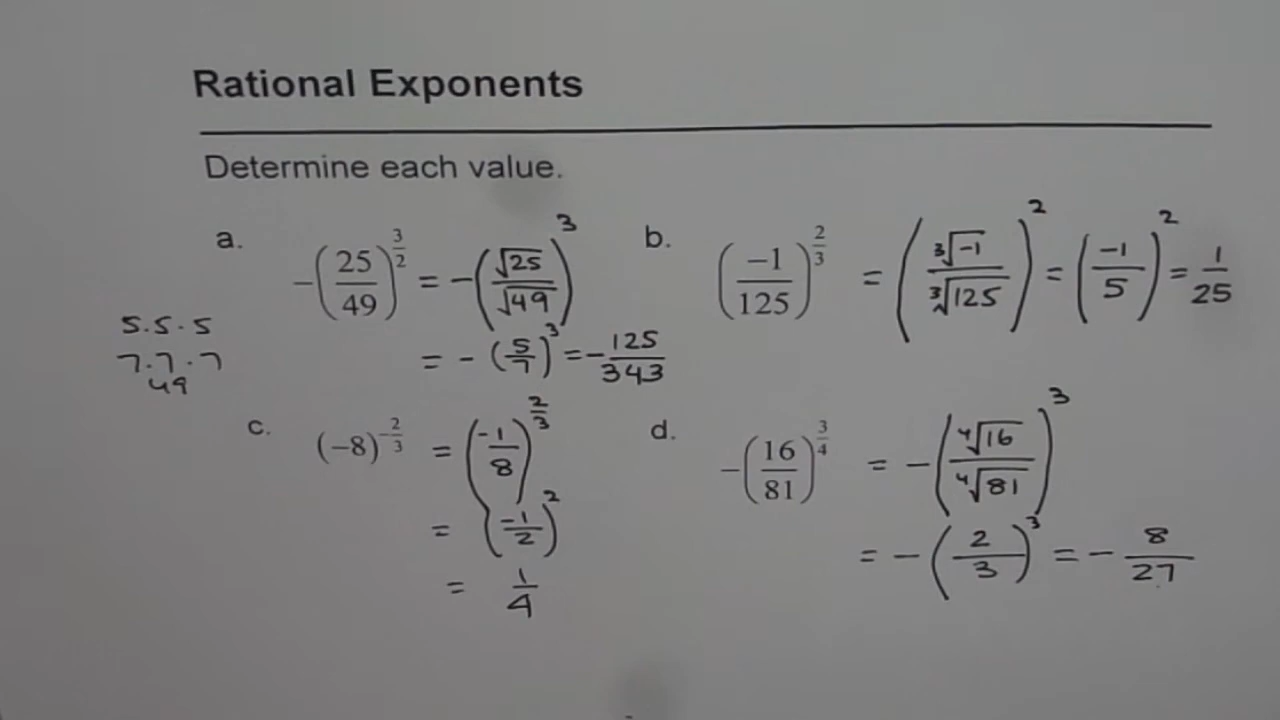 Rational Exponents
Determine each value.
a. -(25/49)^(3/2) = -(√25/√49)^3
= -(5/7)^3 = -125/343
5.5.5
7.7.7
49
b. (-1/125)^(2/3) = (∛-1/∛125)^2 = (-1/5)^2 = 1/25
c. (-8)^(-2/3) = (-1/8)^(2/3)
= (-1/2)^2
= 1/4
d. -(16/81)^(3/4) = -(∜16/∜81)^3
= -(2/3)^3 = -8/27